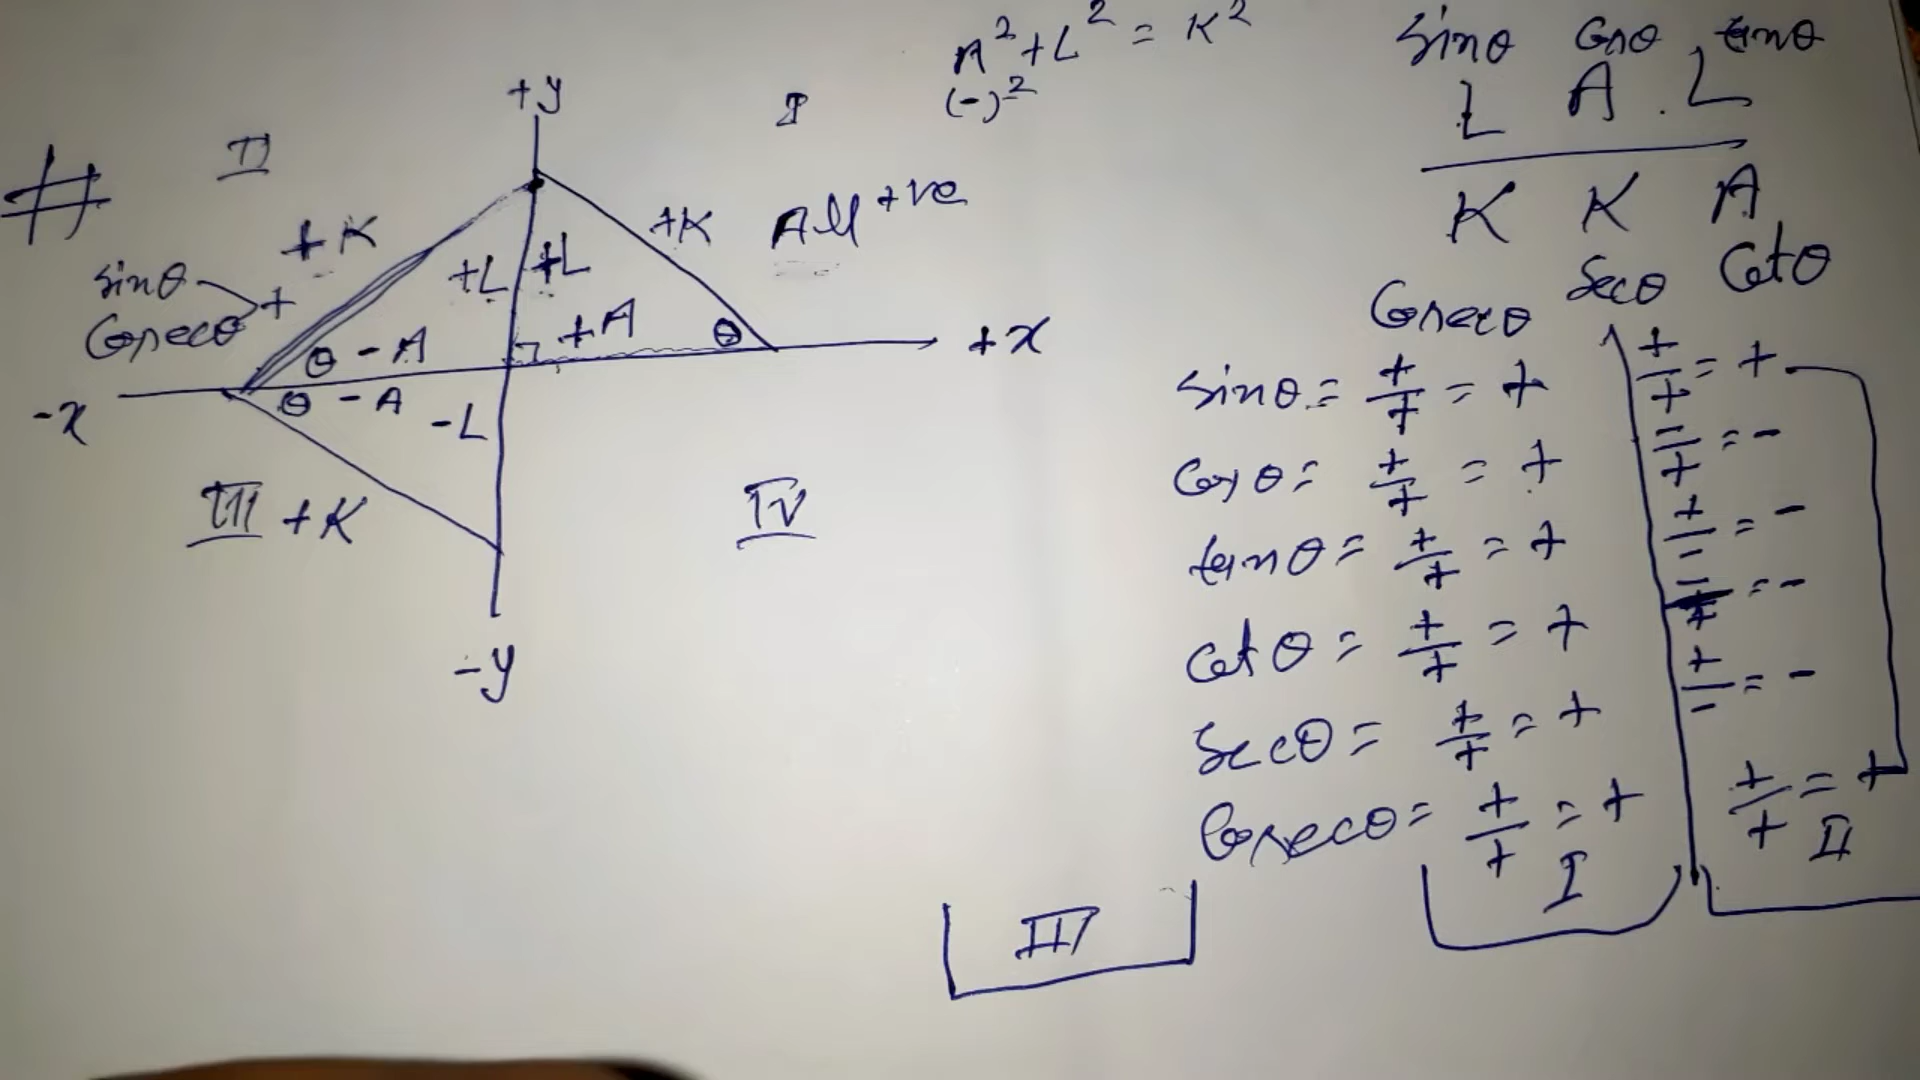 A² + L² = K²
(-)²
sinθ cosθ tanθ
L A L
K K A
Cosecθ Secθ Cotθ
#
II
+y
I
+K
+K
All +ve
sinθ
Cosecθ
+
+L
+L
θ
-A
+A
θ
-x
+x
θ
-A
-L
III
+K
IV
-y
Sinθ = +/+ = +
+/+ = +
Cosθ = +/+ = +
-/+ = -
tanθ = +/+ = +
+/- = -
Cotθ = +/+ = +
-/+ = -
Secθ = +/+ = +
+/- = -
Cosecθ = +/+ = +
+/+ = +
I
II
III